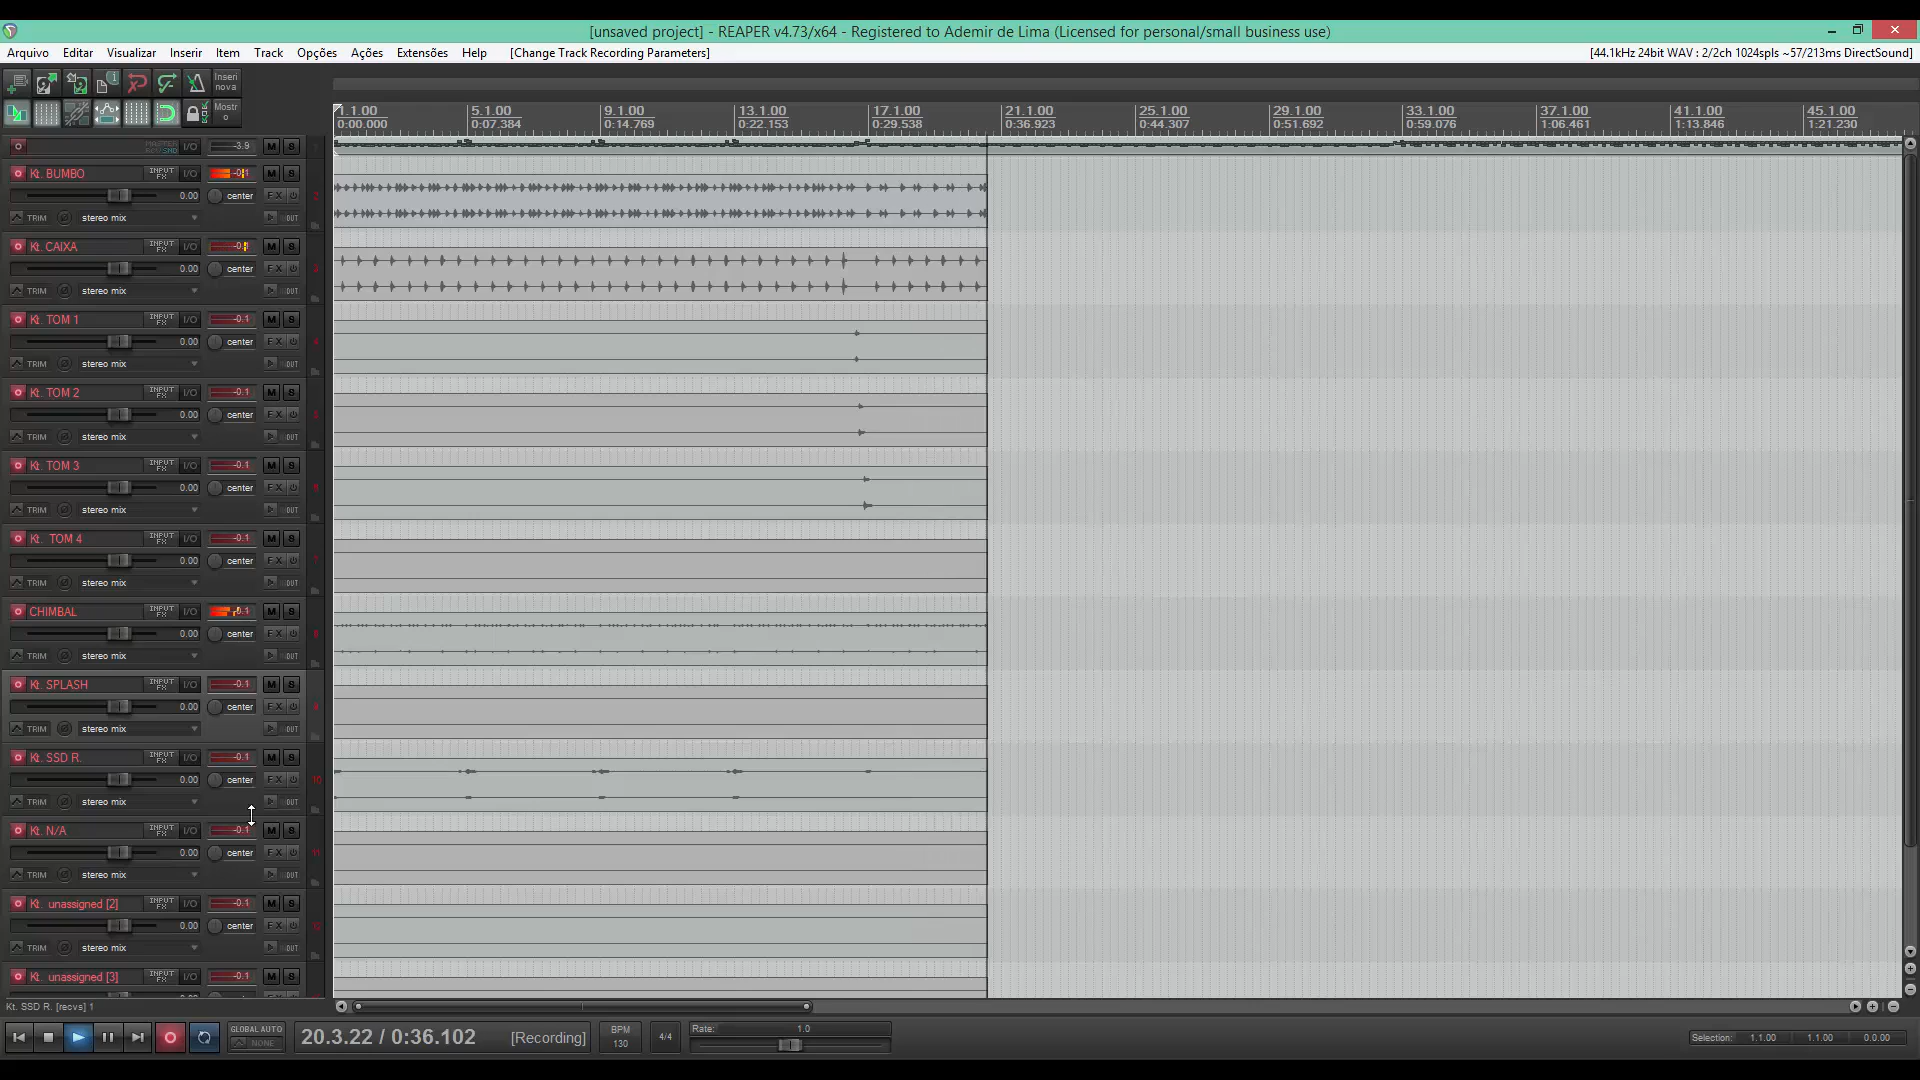 [unsaved project] - REAPER v4.73/x64 - Registered to Ademir de Lima (Licensed for personal/small business use)
Arquivo Editar Visualizar Inserir Item Track Opções Ações Extensões Help [Change Track Recording Parameters] [44.1kHz 24bit WAV : 2/2ch 1024spls ~57/213ms DirectSound]
Inseri
nova
Mostr
o
1.1.00 5.1.00 9.1.00 13.1.00 17.1.00 21.1.00 25.1.00 29.1.00 33.1.00 37.1.00 41.1.00 45.1.00
0:00.000 0:07.384 0:14.769 0:22.153 0:29.538 0:36.923 0:44.307 0:51.692 0:59.076 1:06.461 1:13.846 1:21.230
I/O -3.9 M S
Kt. BUMBO INPUT FX I/O -0.1 M S
0.00 center FX 2
TRIM stereo mix OUT
Kt. CAIXA INPUT FX I/O M S
0.00 center FX 3
TRIM stereo mix OUT
Kt. TOM 1 INPUT FX I/O -0.1 M S
0.00 center FX 4
TRIM stereo mix OUT
Kt. TOM 2 INPUT FX I/O -0.1 M S
0.00 center FX 5
TRIM stereo mix OUT
Kt. TOM 3 INPUT FX I/O -0.1 M S
0.00 center FX 6
TRIM stereo mix OUT
Kt. TOM 4 INPUT FX I/O -0.1 M S
0.00 center FX 7
TRIM stereo mix OUT
CHIMBAL INPUT FX I/O -0.1 M S
0.00 center FX 8
TRIM stereo mix OUT
Kt. SPLASH INPUT FX I/O -0.1 M S
0.00 center FX 9
TRIM stereo mix OUT
Kt. SSD R. INPUT FX I/O -0.1 M S
0.00 center FX 10
TRIM stereo mix OUT
Kt. N/A INPUT FX I/O -0.1 M S
0.00 center FX 11
TRIM stereo mix OUT
Kt. unassigned [2] INPUT FX I/O -0.1 M S
0.00 center FX 12
TRIM stereo mix OUT
Kt. unassigned [3] INPUT FX I/O -0.1 M S
Kt. SSD R. [recvs] 1
GLOBAL AUTO
NONE
20.3.22 / 0:36.102 [Recording]
BPM
130
4/4
Rate: 1.0
Selection: 1.1.00 1.1.00 0.0.00